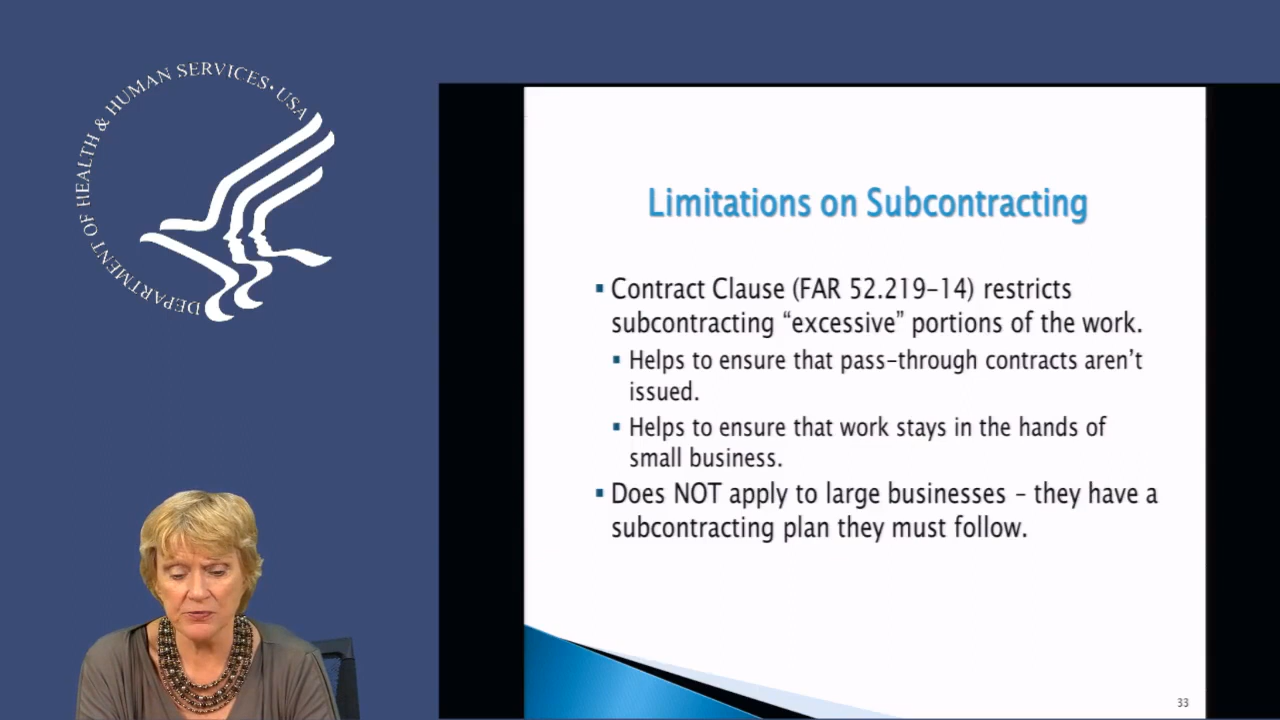 DEPARTMENT OF HEALTH & HUMAN SERVICES • USA
Limitations on Subcontracting
▪ Contract Clause (FAR 52.219-14) restricts
subcontracting “excessive” portions of the work.
▪ Helps to ensure that pass-through contracts aren’t
issued.
▪ Helps to ensure that work stays in the hands of
small business.
▪ Does NOT apply to large businesses – they have a
subcontracting plan they must follow.
33